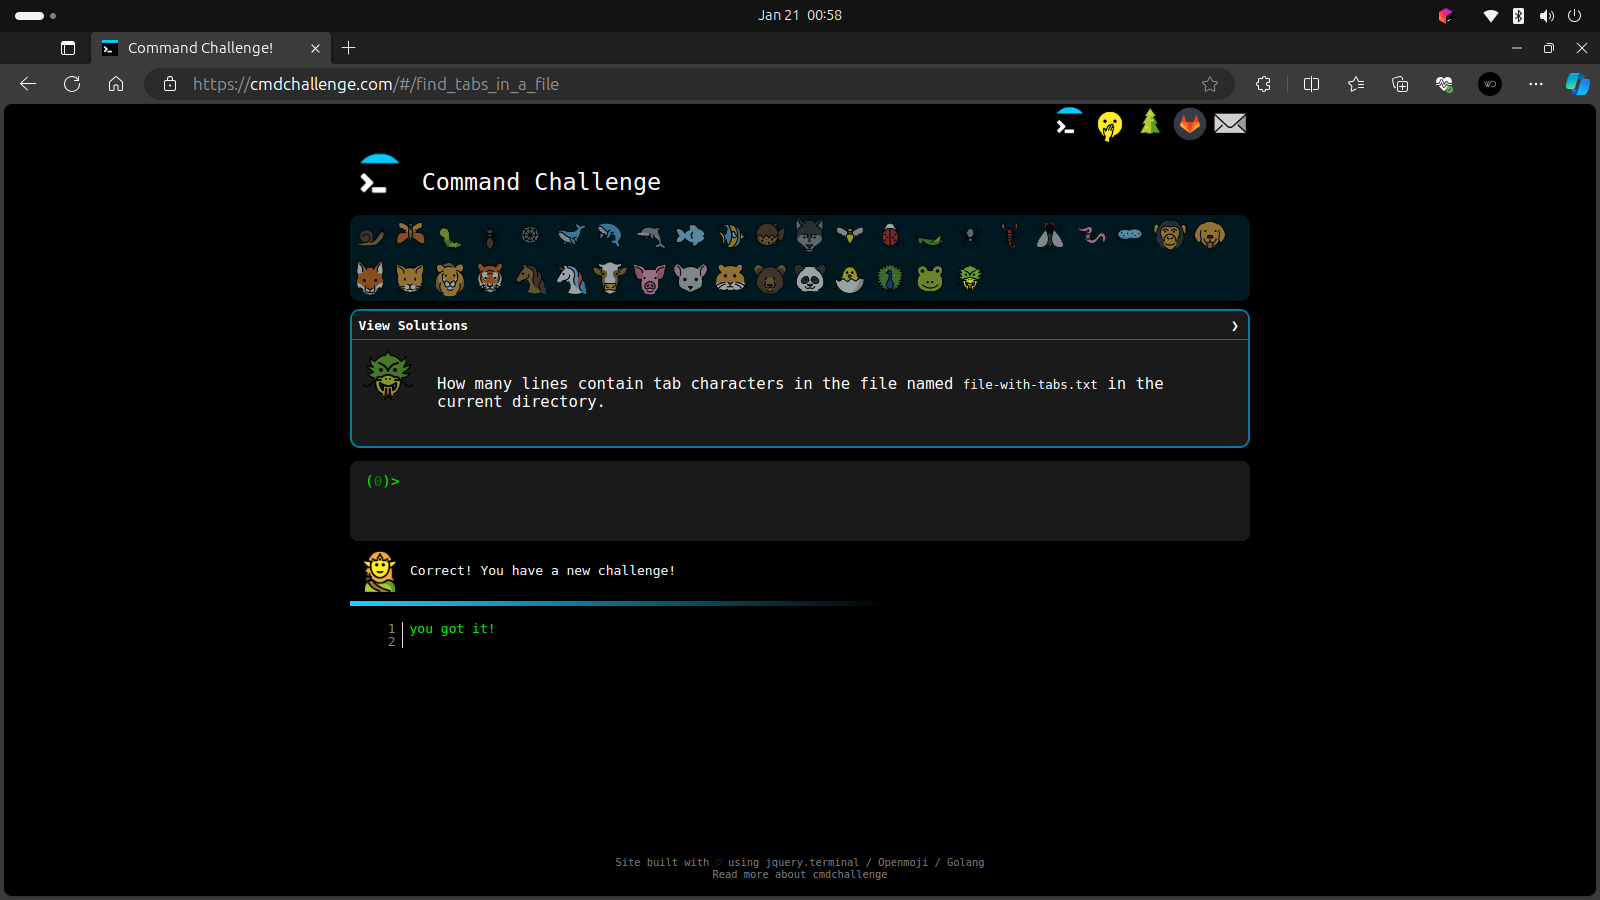 Jan 21 00:58
Command Challenge!
https://cmdchallenge.com/#/find_tabs_in_a_file
Command Challenge
View Solutions
How many lines contain tab characters in the file named file-with-tabs.txt in the
current directory.
(0)>
Correct! You have a new challenge!
1 you got it!
2
Site built with ♡ using jquery.terminal / Openmoji / Golang
Read more about cmdchallenge